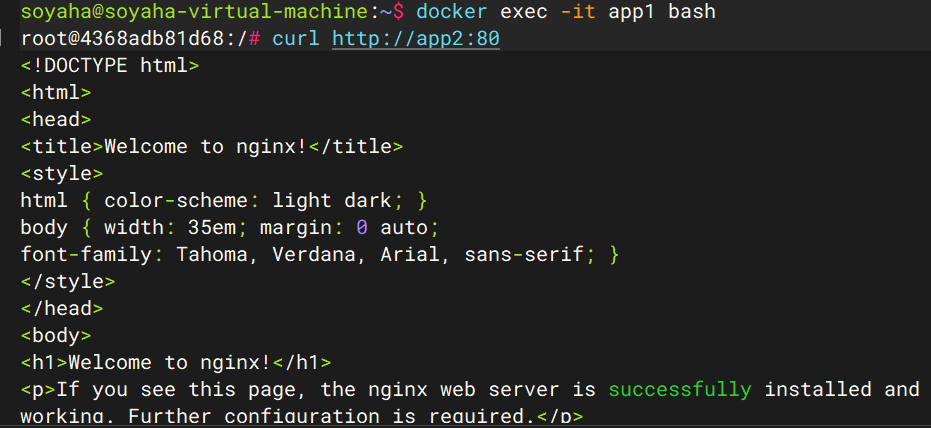 soyaha@soyaha-virtual-machine:~$ docker exec -it app1 bash
root@4368adb81d68:/# curl http://app2:80
<!DOCTYPE html>
<html>
<head>
<title>Welcome to nginx!</title>
<style>
html { color-scheme: light dark; }
body { width: 35em; margin: 0 auto;
font-family: Tahoma, Verdana, Arial, sans-serif; }
</style>
</head>
<body>
<h1>Welcome to nginx!</h1>
<p>If you see this page, the nginx web server is successfully installed and
working. Further configuration is required.</p>